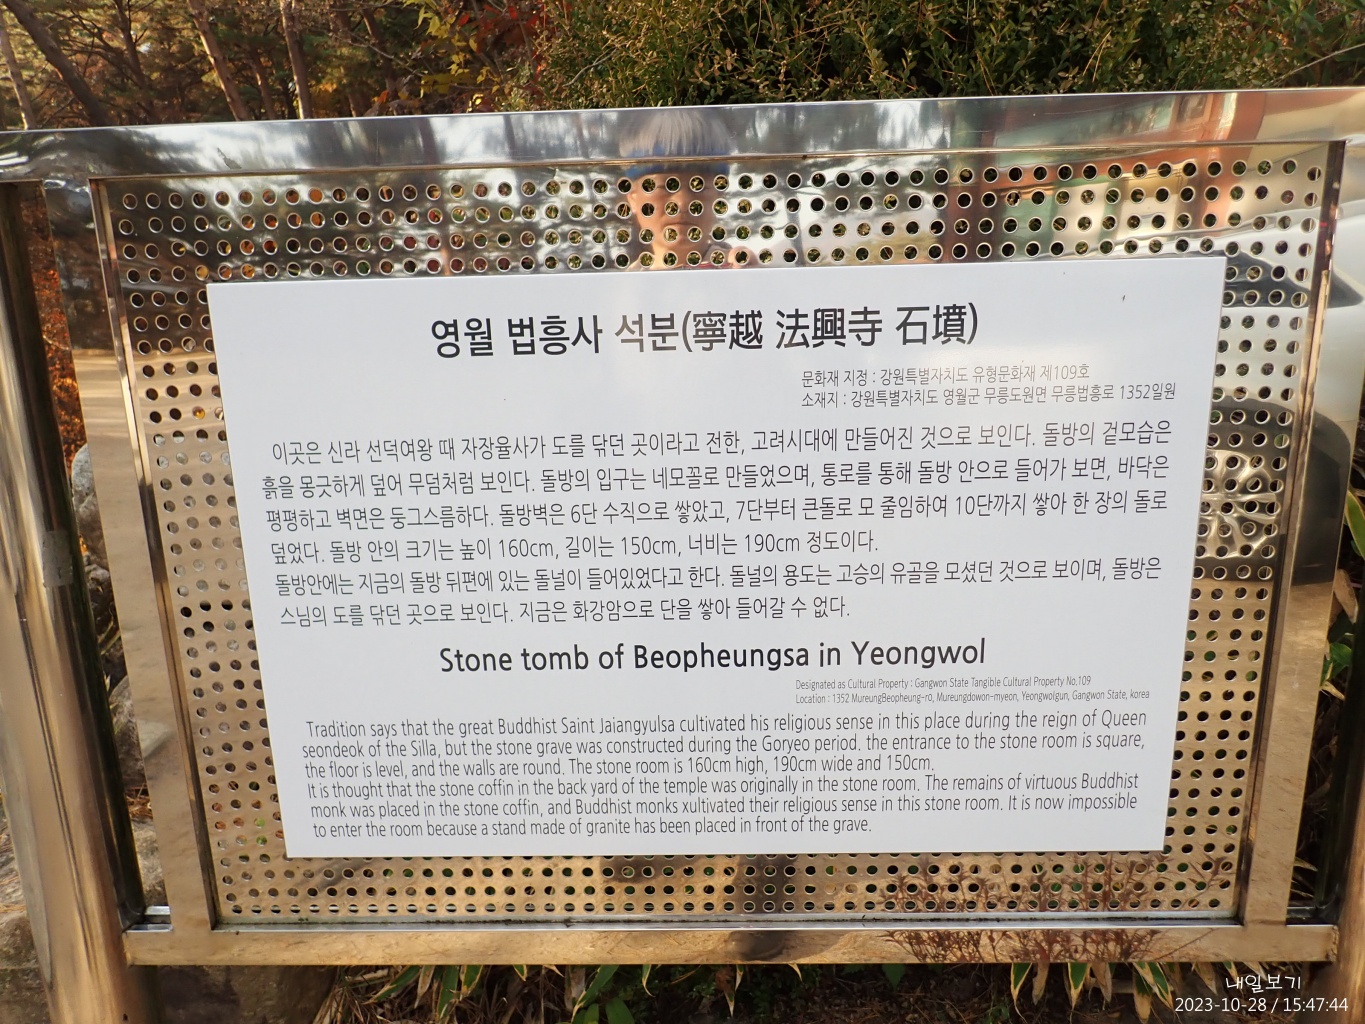 영월 법흥사 석분(寧越 法興寺 石墳)
문화재 지정 : 강원특별자치도 유형문화재 제109호
소재지 : 강원특별자치도 영월군 무릉도원면 무릉법흥로 1352일원
이곳은 신라 선덕여왕 때 자장율사가 도를 닦던 곳이라고 전한, 고려시대에 만들어진 것으로 보인다. 돌방의 겉모습은
흙을 몽긋하게 덮어 무덤처럼 보인다. 돌방의 입구는 네모꼴로 만들었으며, 통로를 통해 돌방 안으로 들어가 보면, 바닥은
평평하고 벽면은 둥그스름하다. 돌방벽은 6단 수직으로 쌓았고, 7단부터 큰돌로 모 줄임하여 10단까지 쌓아 한 장의 돌로
덮었다. 돌방 안의 크기는 높이 160cm, 길이는 150cm, 너비는 190cm 정도이다.
돌방안에는 지금의 돌방 뒤편에 있는 돌널이 들어있었다고 한다. 돌널의 용도는 고승의 유골을 모셨던 것으로 보이며, 돌방은
스님의 도를 닦던 곳으로 보인다. 지금은 화강암으로 단을 쌓아 들어갈 수 없다.
Stone tomb of Beopheungsa in Yeongwol
Designated as Cultural Property : Gangwon State Tangible Cultural Property No.109
Location : 1352 MureungBeopheung-ro, Mureungdowon-myeon, Yeongwolgun, Gangwon State, korea
Tradition says that the great Buddhist Saint Jaiangyulsa cultivated his religious sense in this place during the reign of Queen
seondeok of the Silla, but the stone grave was constructed during the Goryeo period. the entrance to the stone room is square,
the floor is level, and the walls are round. The stone room is 160cm high, 190cm wide and 150cm.
It is thought that the stone coffin in the back yard of the temple was originally in the stone room. The remains of virtuous Buddhist
monk was placed in the stone coffin, and Buddhist monks xultivated their religious sense in this stone room. It is now impossible
to enter the room because a stand made of granite has been placed in front of the grave.
내일보기
2023-10-28 / 15:47:44